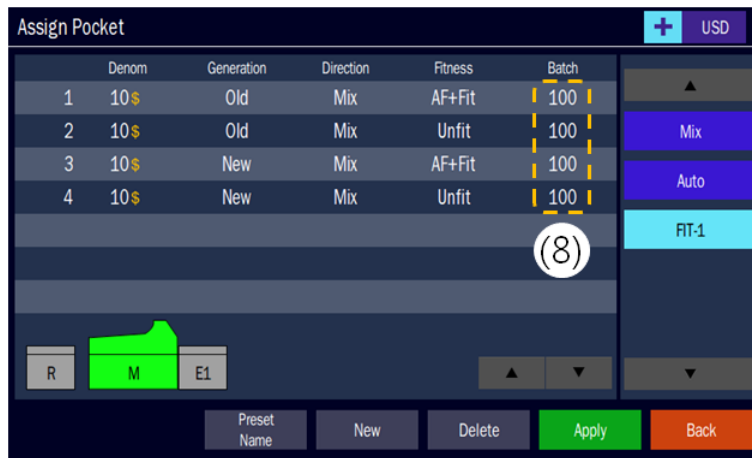 Assign Pocket
+ USD
Denom Generation Direction Fitness Batch
1 10$ Old Mix AF+Fit 100
2 10$ Old Mix Unfit 100
3 10$ New Mix AF+Fit 100
4 10$ New Mix Unfit 100
(8)
▲
Mix
Auto
FIT-1
▼
R M E1
▲ ▼
Preset
Name
New Delete Apply Back